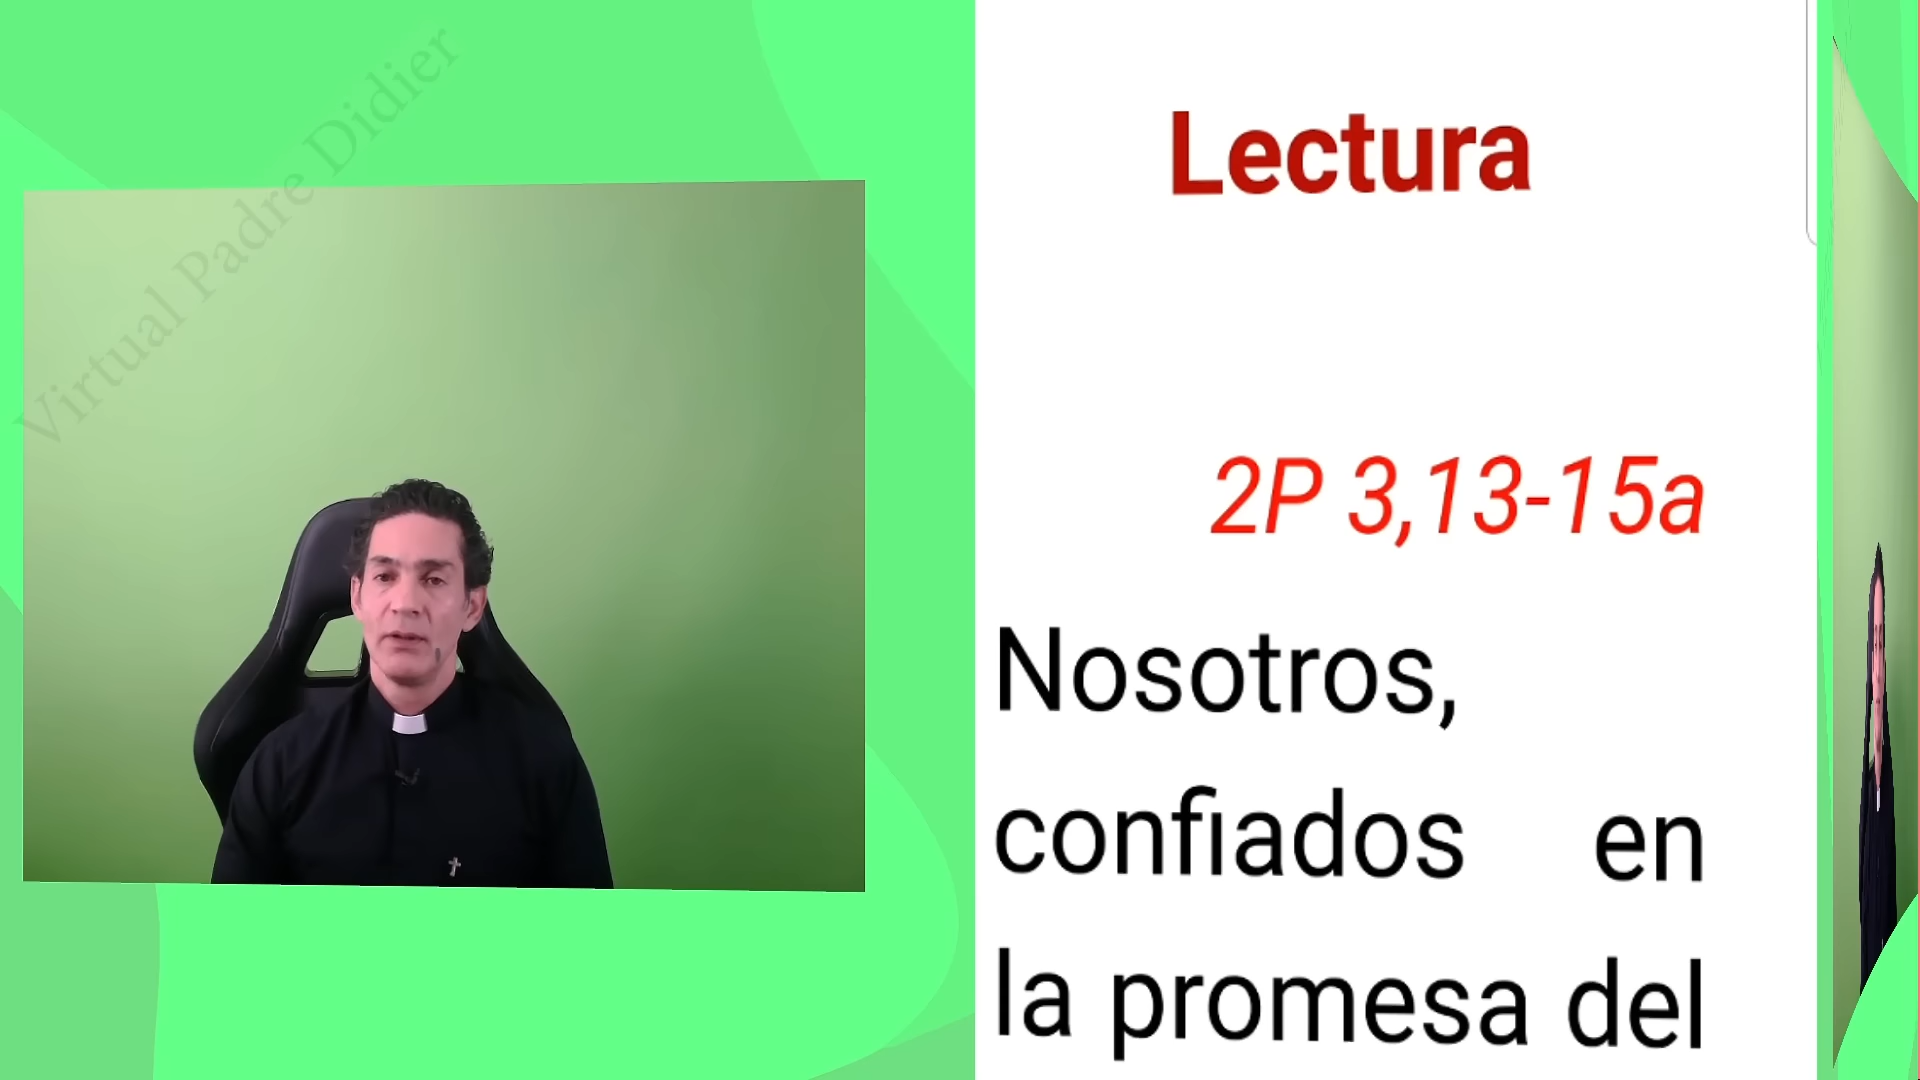 Virtual Padre Didier
Lectura
2P 3,13-15a
Nosotros,
confiados en
la promesa del